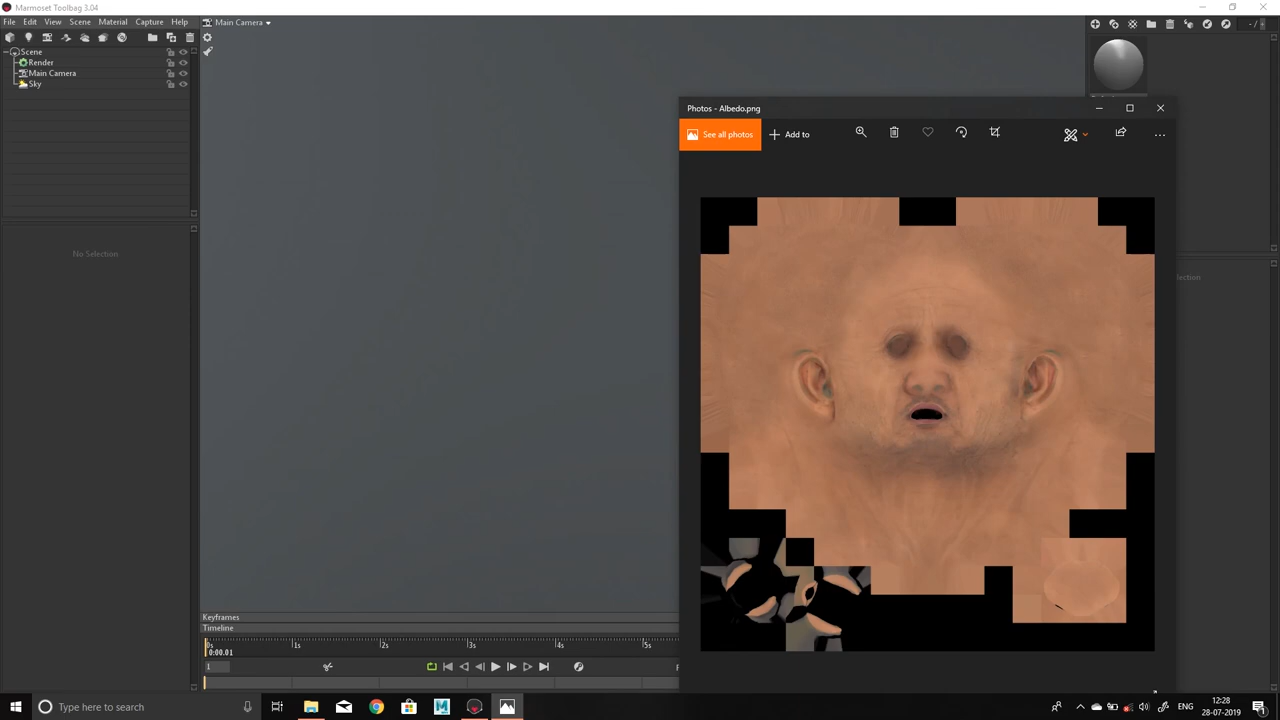 Marmoset Toolbag 3.04
File Edit View Scene Material Capture Help
Main Camera
Scene
Render
Main Camera
Sky
No Selection
Photos - Albedo.png
See all photos
Add to
Keyframes
Timeline
0s 1s 2s 3s 4s 5s
0:00.01
1
Type here to search
ENG
12:28
28-07-2019